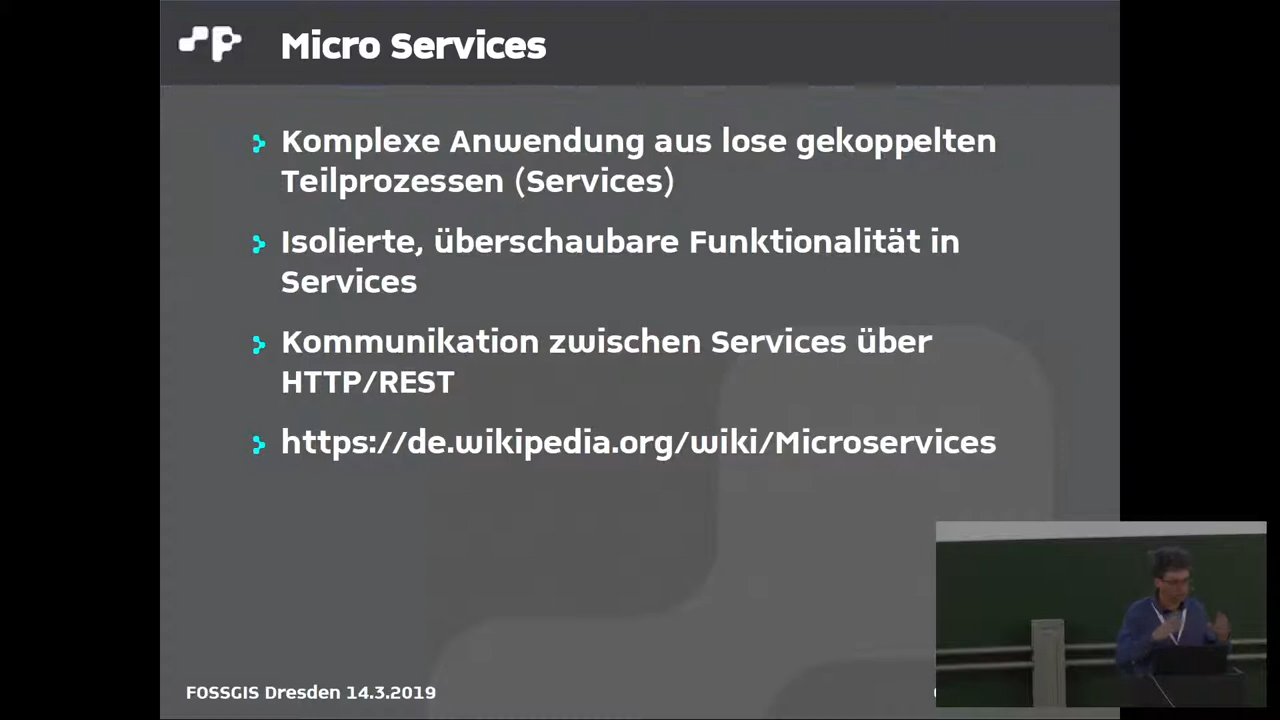 Micro Services
Komplexe Anwendung aus lose gekoppelten
Teilprozessen (Services)
Isolierte, überschaubare Funktionalität in
Services
Kommunikation zwischen Services über
HTTP/REST
https://de.wikipedia.org/wiki/Microservices
FOSSGIS Dresden 14.3.2019